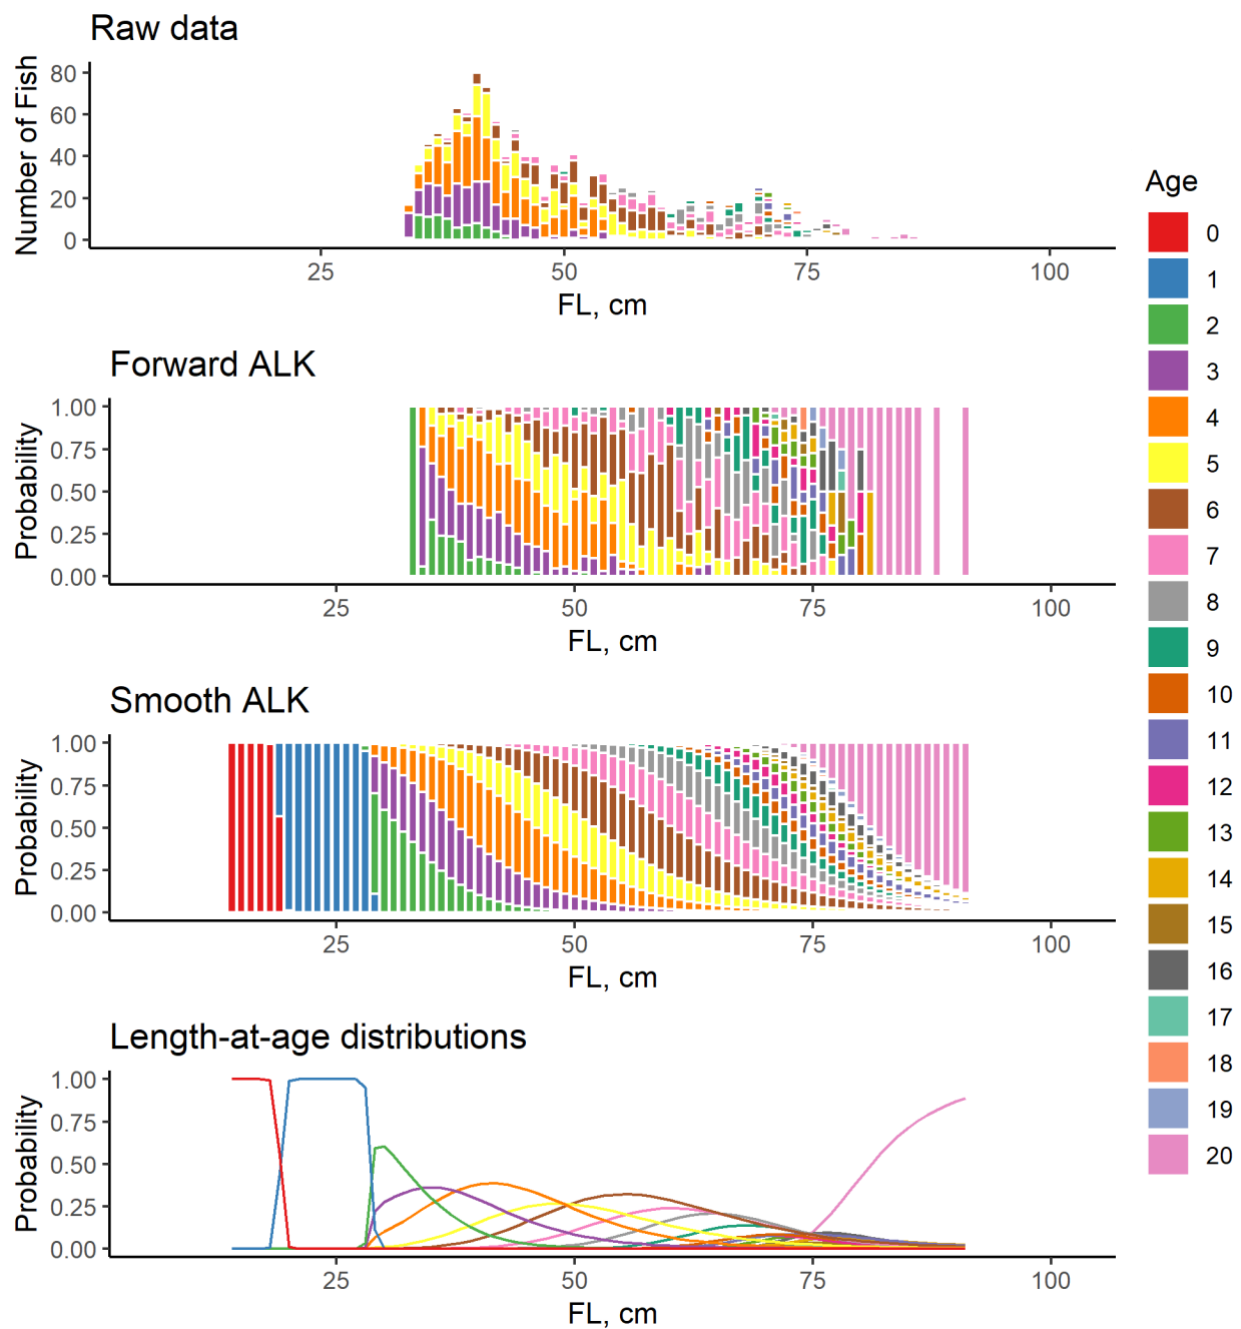 Raw data
Number of Fish
80
60
40
20
0
25 50 75 100
FL, cm
Forward ALK
Probability
1.00
0.75
0.50
0.25
0.00
25 50 75 100
FL, cm
Smooth ALK
Probability
1.00
0.75
0.50
0.25
0.00
25 50 75 100
FL, cm
Length-at-age distributions
Probability
1.00
0.75
0.50
0.25
0.00
25 50 75 100
FL, cm
Age
0
1
2
3
4
5
6
7
8
9
10
11
12
13
14
15
16
17
18
19
20